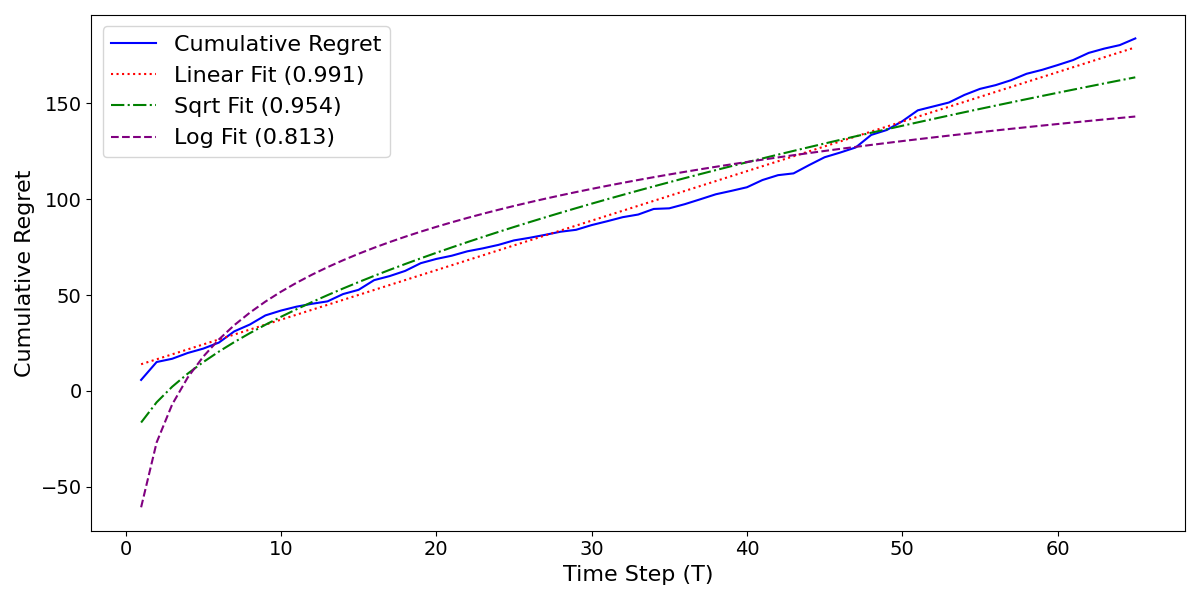 Cumulative Regret
Linear Fit (0.991)
Sqrt Fit (0.954)
Log Fit (0.813)
Cumulative Regret
150
100
50
0
−50
0 10 20 30 40 50 60
Time Step (T)